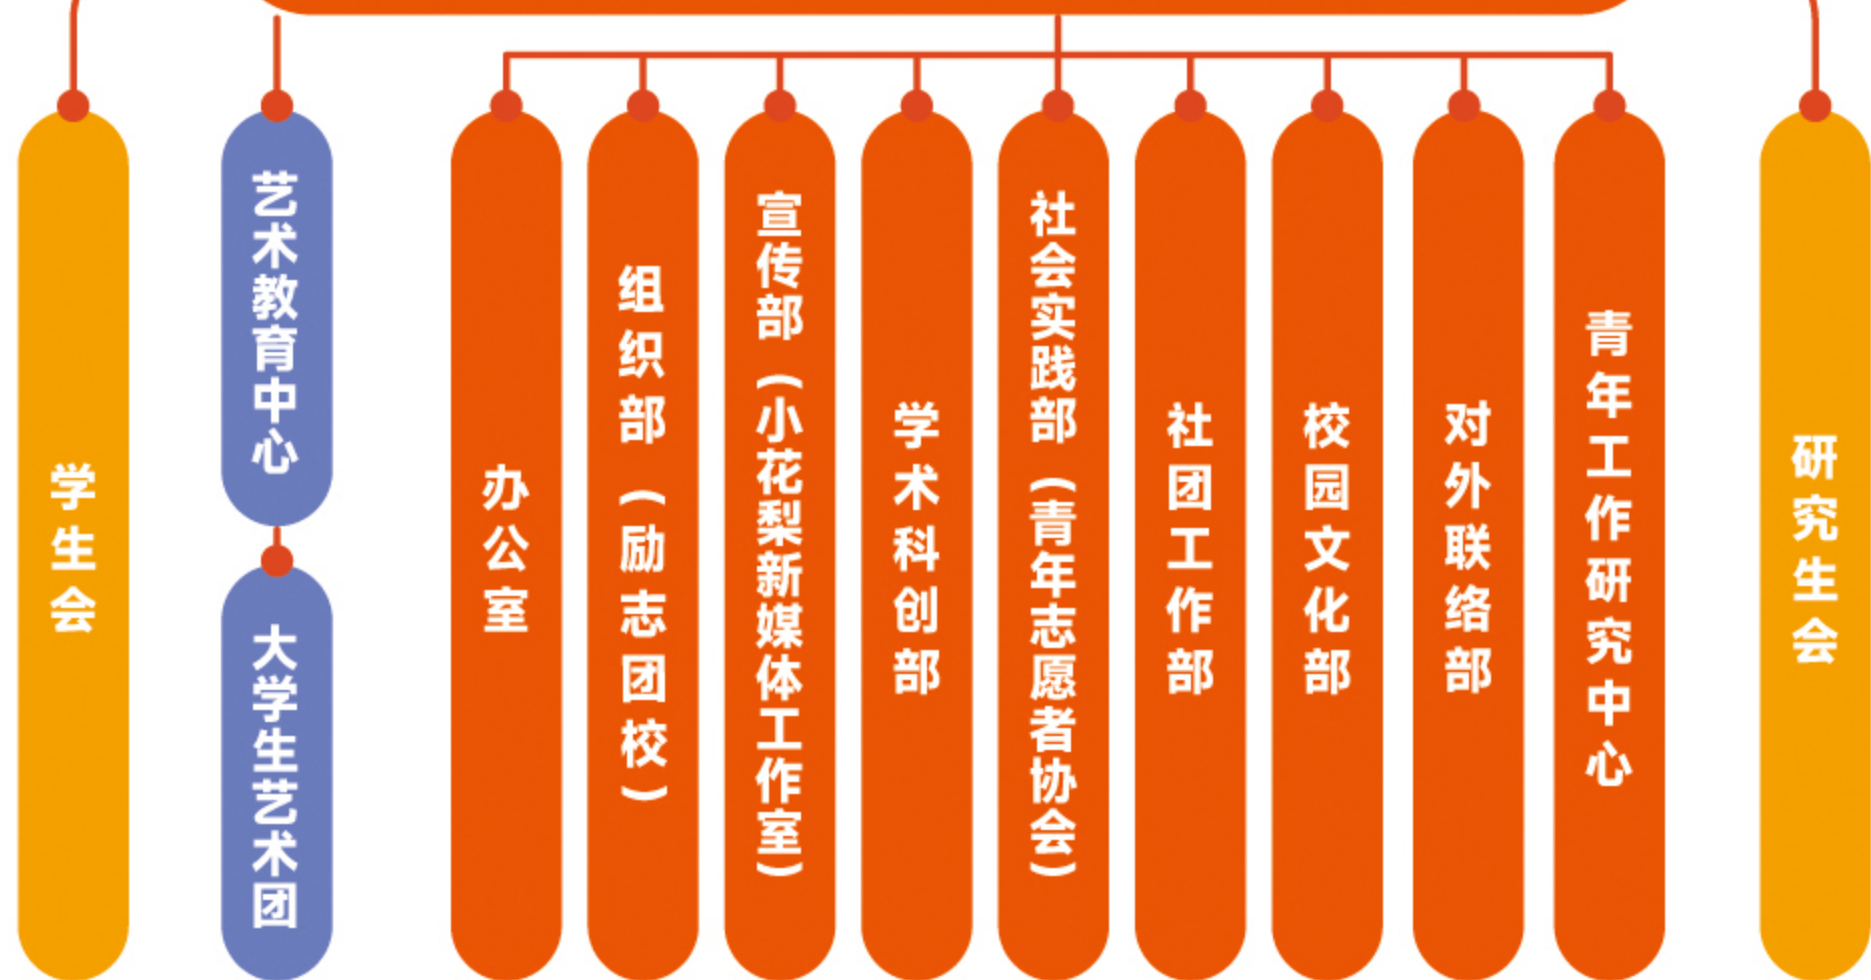 学生会
艺术教育中心
大学生艺术团
办公室
组织部（励志团校）
宣传部（小花梨新媒体工作室）
学术科创部
社会实践部（青年志愿者协会）
社团工作部
校园文化部
对外联络部
青年工作研究中心
研究生会